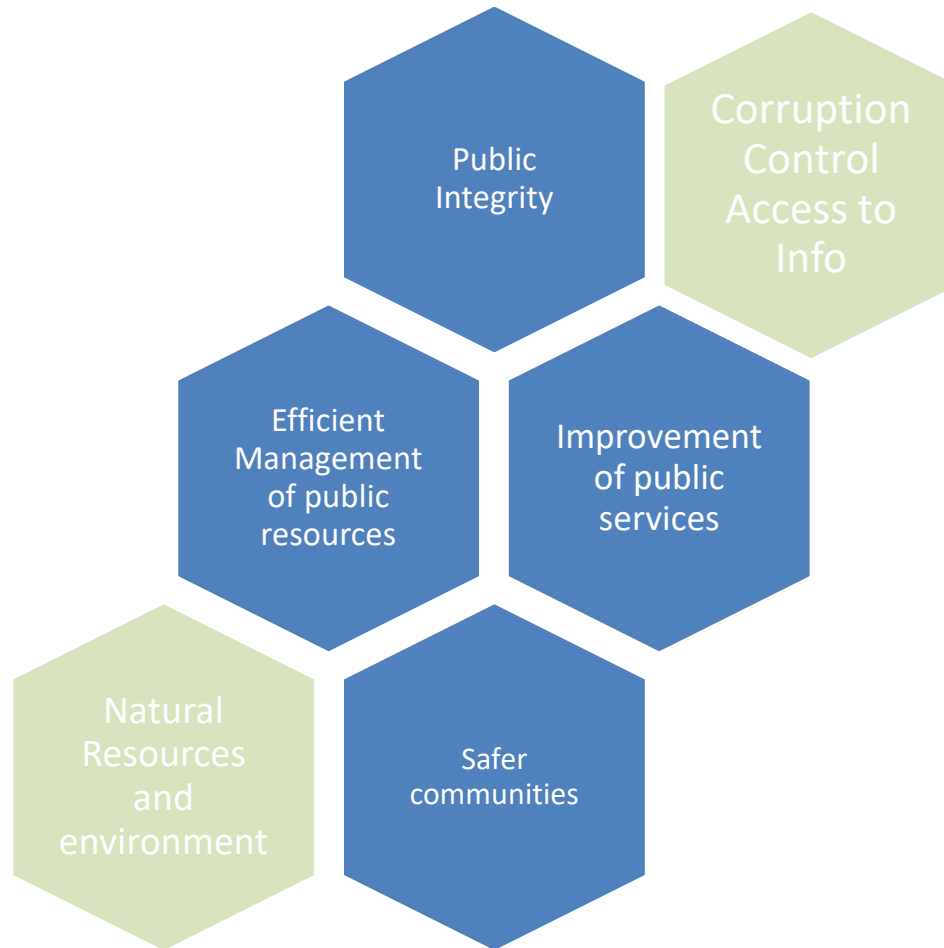 Public
Integrity
Corruption
Control
Access to
Info
Efficient
Management
of public
resources
Improvement
of public
services
Natural
Resources
and
environment
Safer
communities